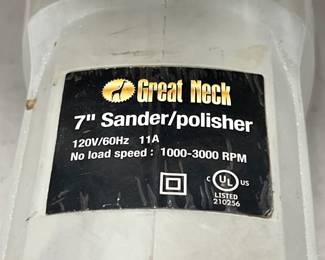 Great Neck
7" Sander/polisher
120V/60Hz 11A
No load speed : 1000-3000 RPM
C UL US
LISTED
210256